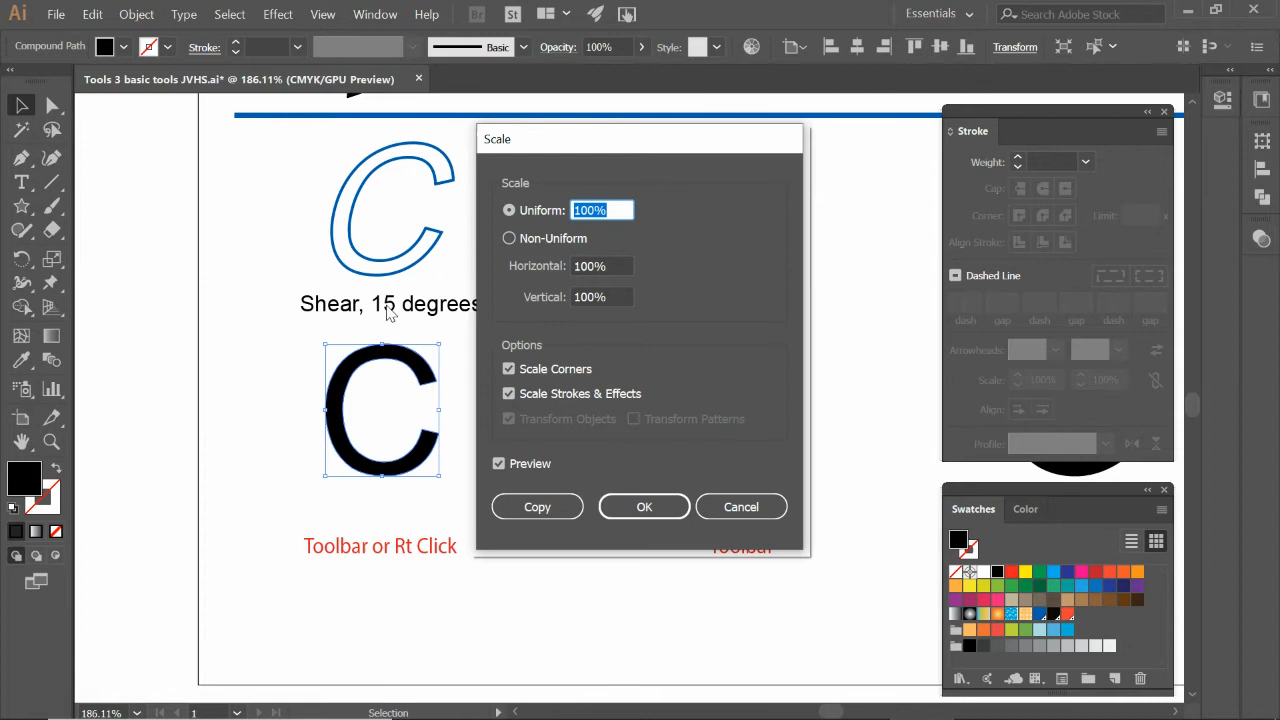 Ai File Edit Object Type Select Effect View Window Help Br St Essentials Search Adobe Stock
Compound Path Stroke: Basic Opacity: 100% Style: Transform
Tools 3 basic tools JVHS.ai* @ 186.11% (CMYK/GPU Preview)
C
Shear, 15 degrees
C
Toolbar or Rt Click
Toolbar
Scale
Scale
Uniform: 100%
Non-Uniform
Horizontal: 100%
Vertical: 100%
Options
Scale Corners
Scale Strokes & Effects
Transform Objects Transform Patterns
Preview
Copy OK Cancel
Stroke
Weight:
Cap:
Corner: Limit: x
Align Stroke:
Dashed Line
dash gap dash gap dash gap
Arrowheads:
Scale: 100% 100%
Align:
Profile:
Swatches Color
186.11% 1 Selection